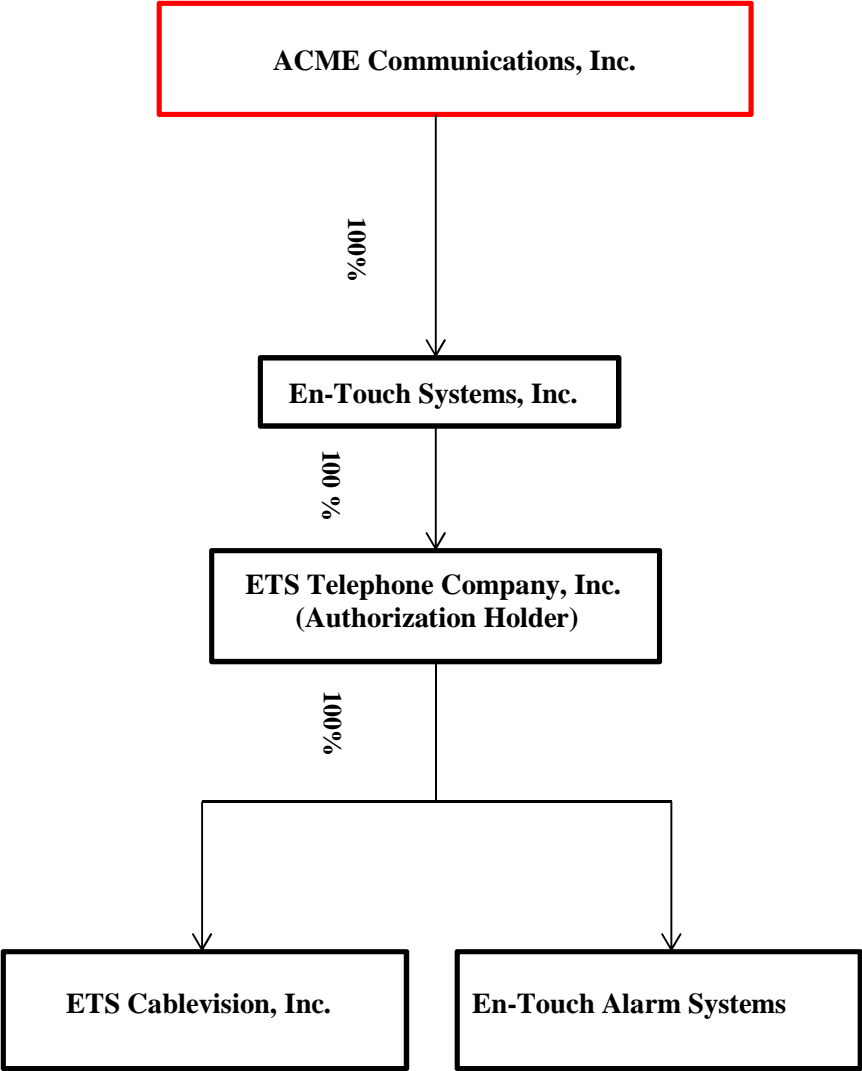 ACME Communications, Inc.
100%
En-Touch Systems, Inc.
100 %
ETS Telephone Company, Inc.
(Authorization Holder)
100%
ETS Cablevision, Inc.
En-Touch Alarm Systems